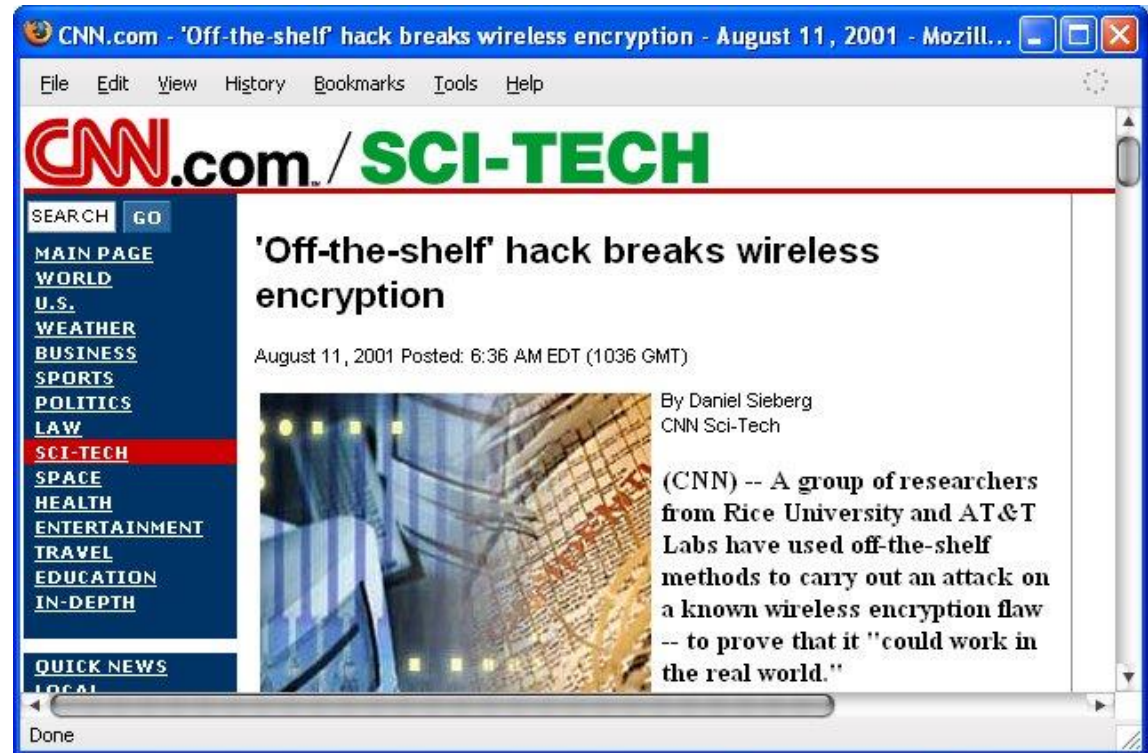 CNN.com - 'Off-the-shelf' hack breaks wireless encryption - August 11, 2001 - Mozill...
File Edit View History Bookmarks Tools Help
CNN.com / SCI-TECH
SEARCH GO
MAIN PAGE
WORLD
U.S.
WEATHER
BUSINESS
SPORTS
POLITICS
LAW
SCI-TECH
SPACE
HEALTH
ENTERTAINMENT
TRAVEL
EDUCATION
IN-DEPTH
QUICK NEWS
LOCAL
'Off-the-shelf' hack breaks wireless
encryption
August 11, 2001 Posted: 6:36 AM EDT (1036 GMT)
By Daniel Sieberg
CNN Sci-Tech
(CNN) -- A group of researchers
from Rice University and AT&T
Labs have used off-the-shelf
methods to carry out an attack on
a known wireless encryption flaw
-- to prove that it "could work in
the real world."
Done